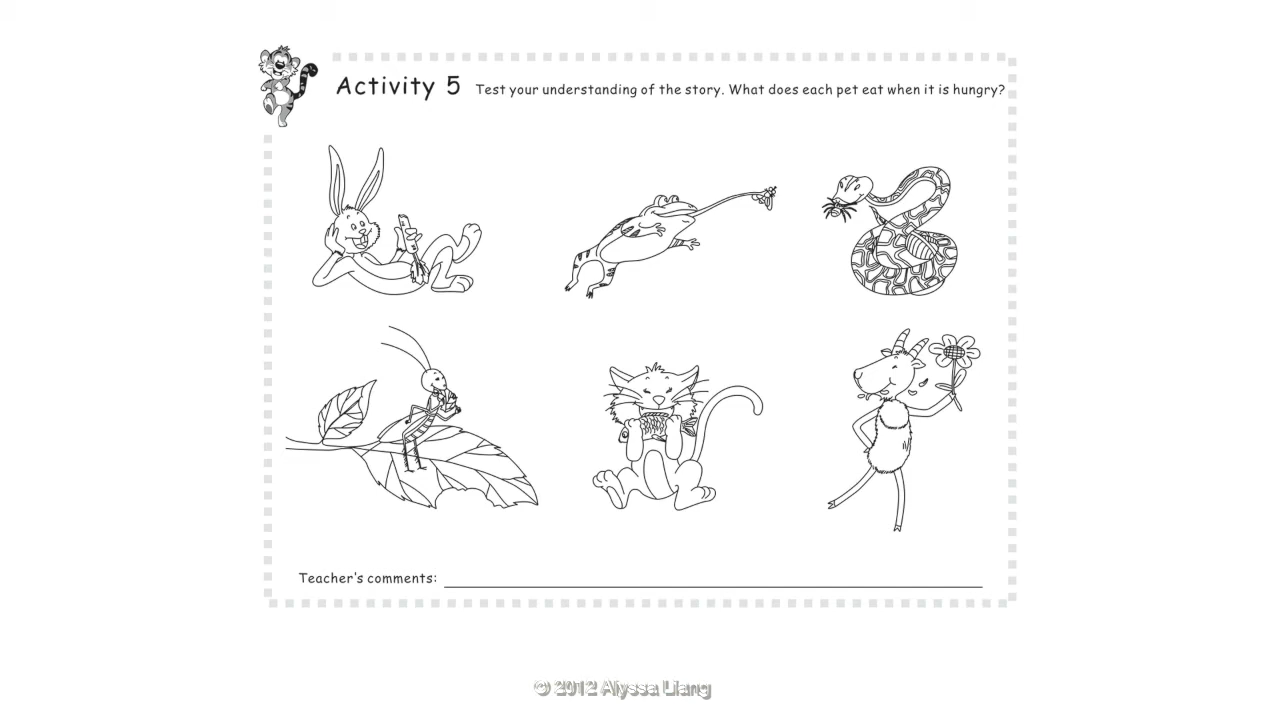 Activity 5 Test your understanding of the story. What does each pet eat when it is hungry?
Teacher's comments:
© 2012 Alyssa Liang